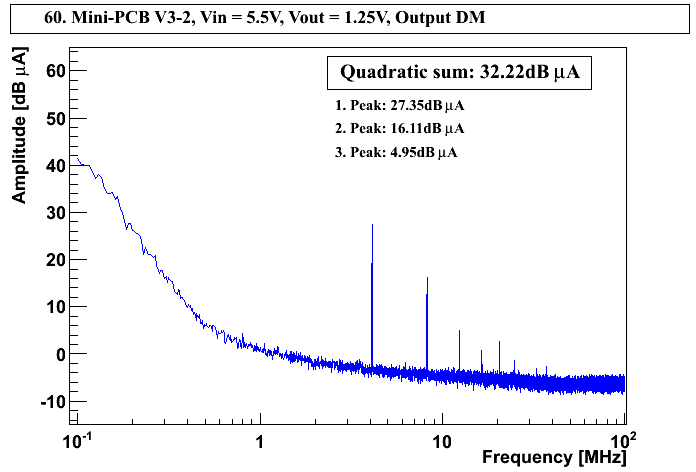 60. Mini-PCB V3-2, Vin = 5.5V, Vout = 1.25V, Output DM
Quadratic sum: 32.22dB μA
1. Peak: 27.35dB μA
2. Peak: 16.11dB μA
3. Peak: 4.95dB μA
Amplitude [dB μA]
60
50
40
30
20
10
0
-10
10⁻¹ 1 10 10²
Frequency [MHz]